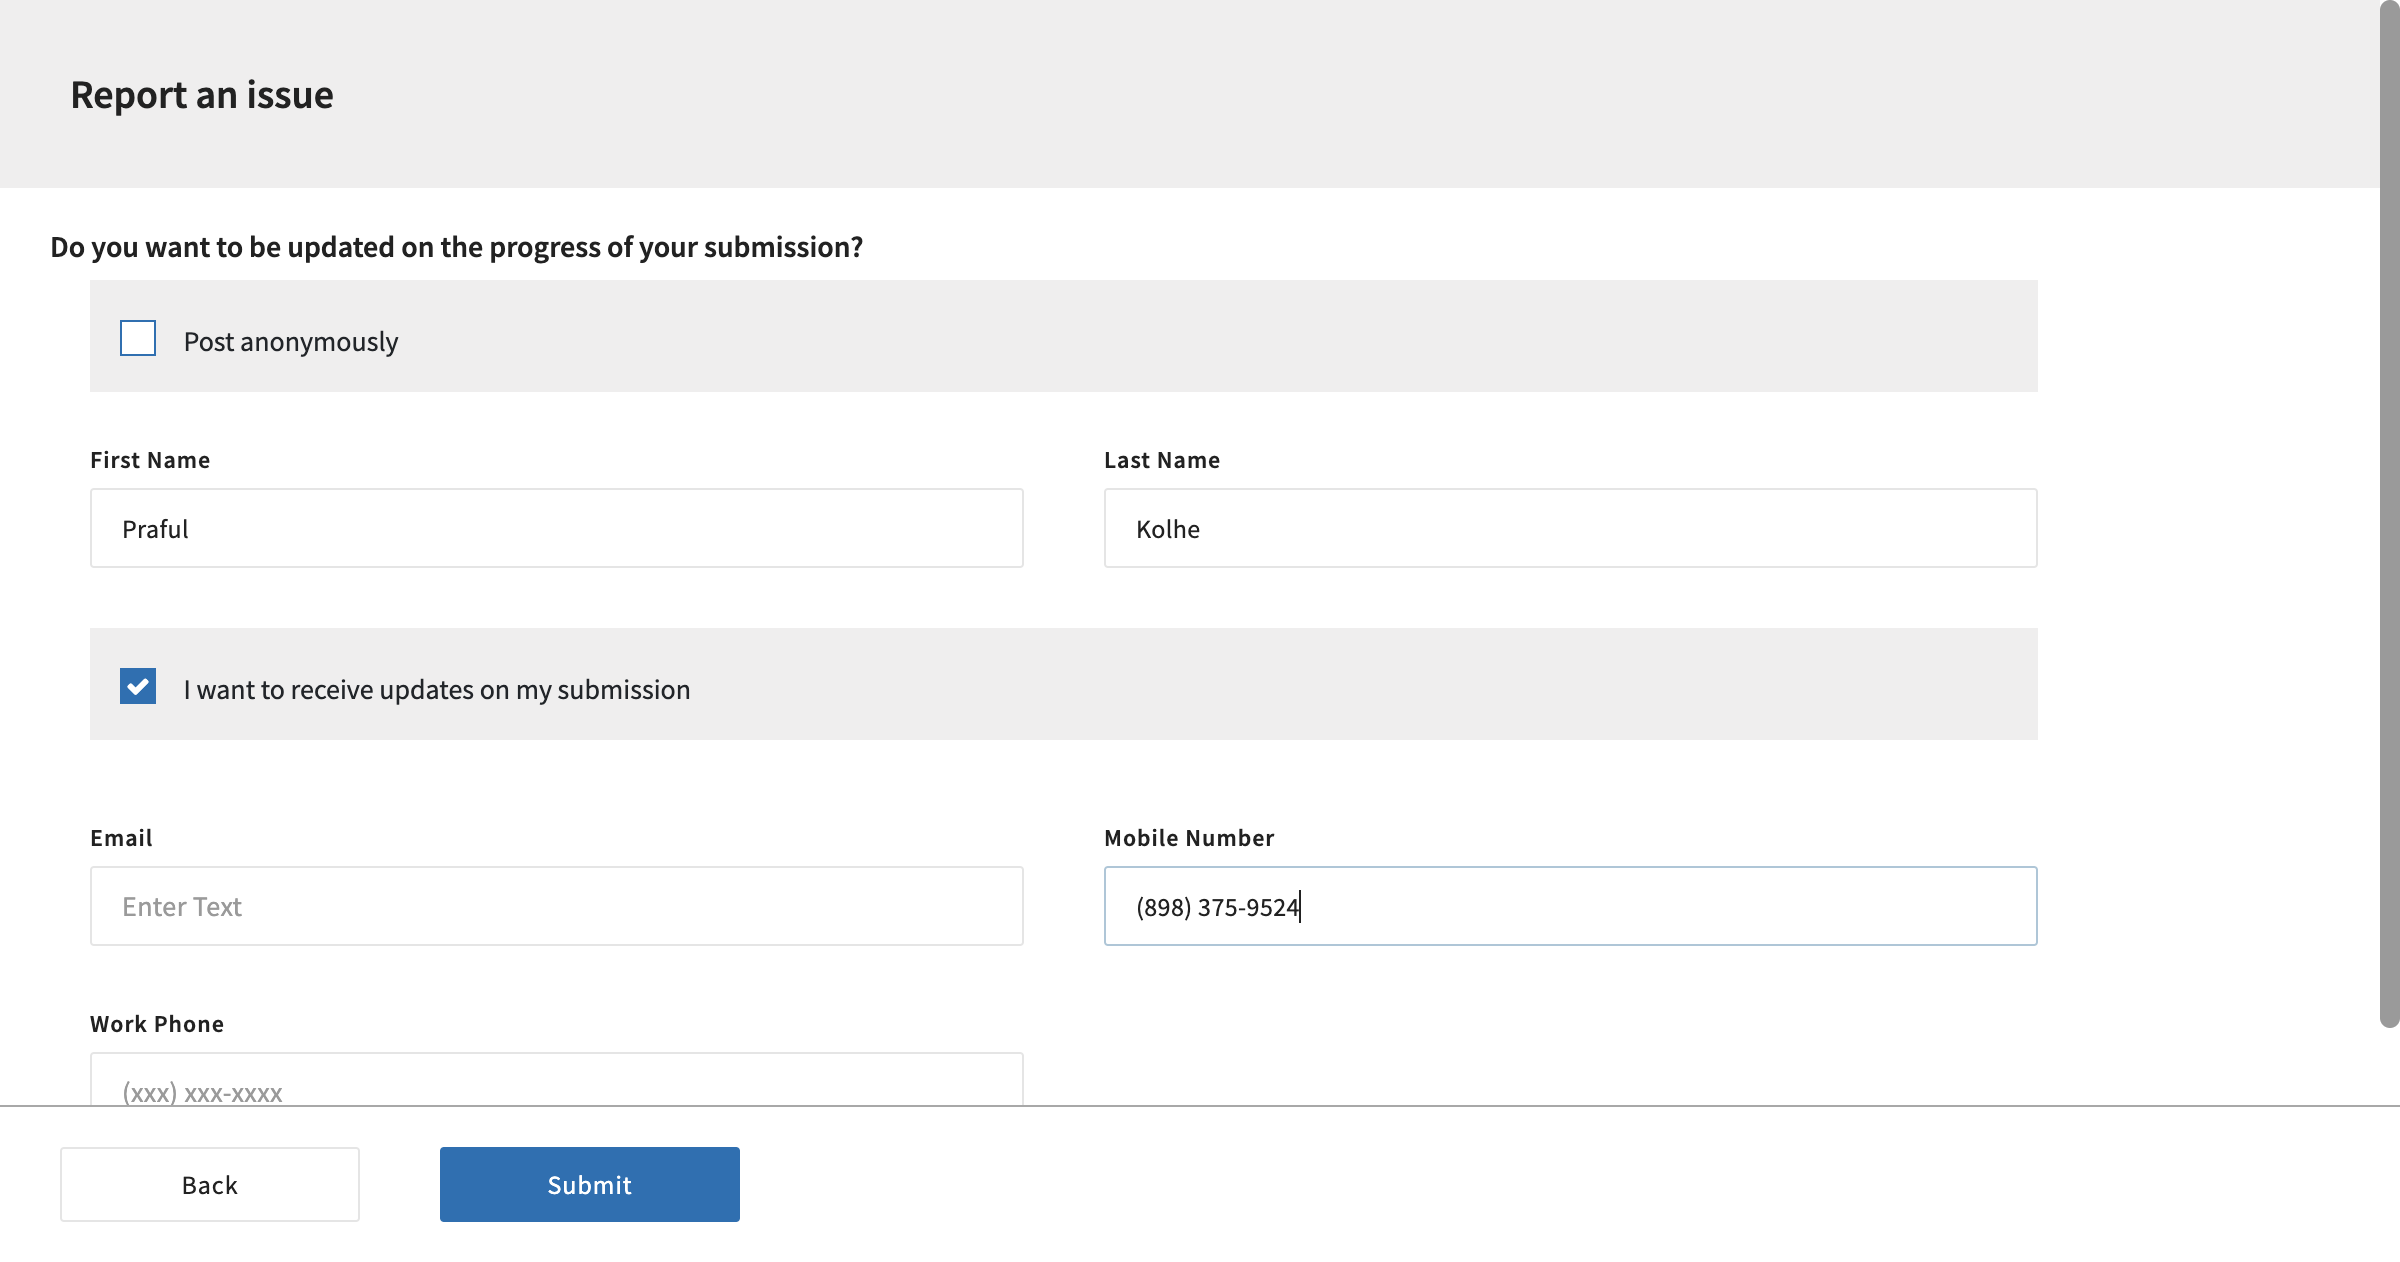 Report an issue
Do you want to be updated on the progress of your submission?
Post anonymously
First Name
Last Name
Praful
Kolhe
I want to receive updates on my submission
Email
Mobile Number
Enter Text
(898) 375-9524
Work Phone
(xxx) xxx-xxxx
Back
Submit